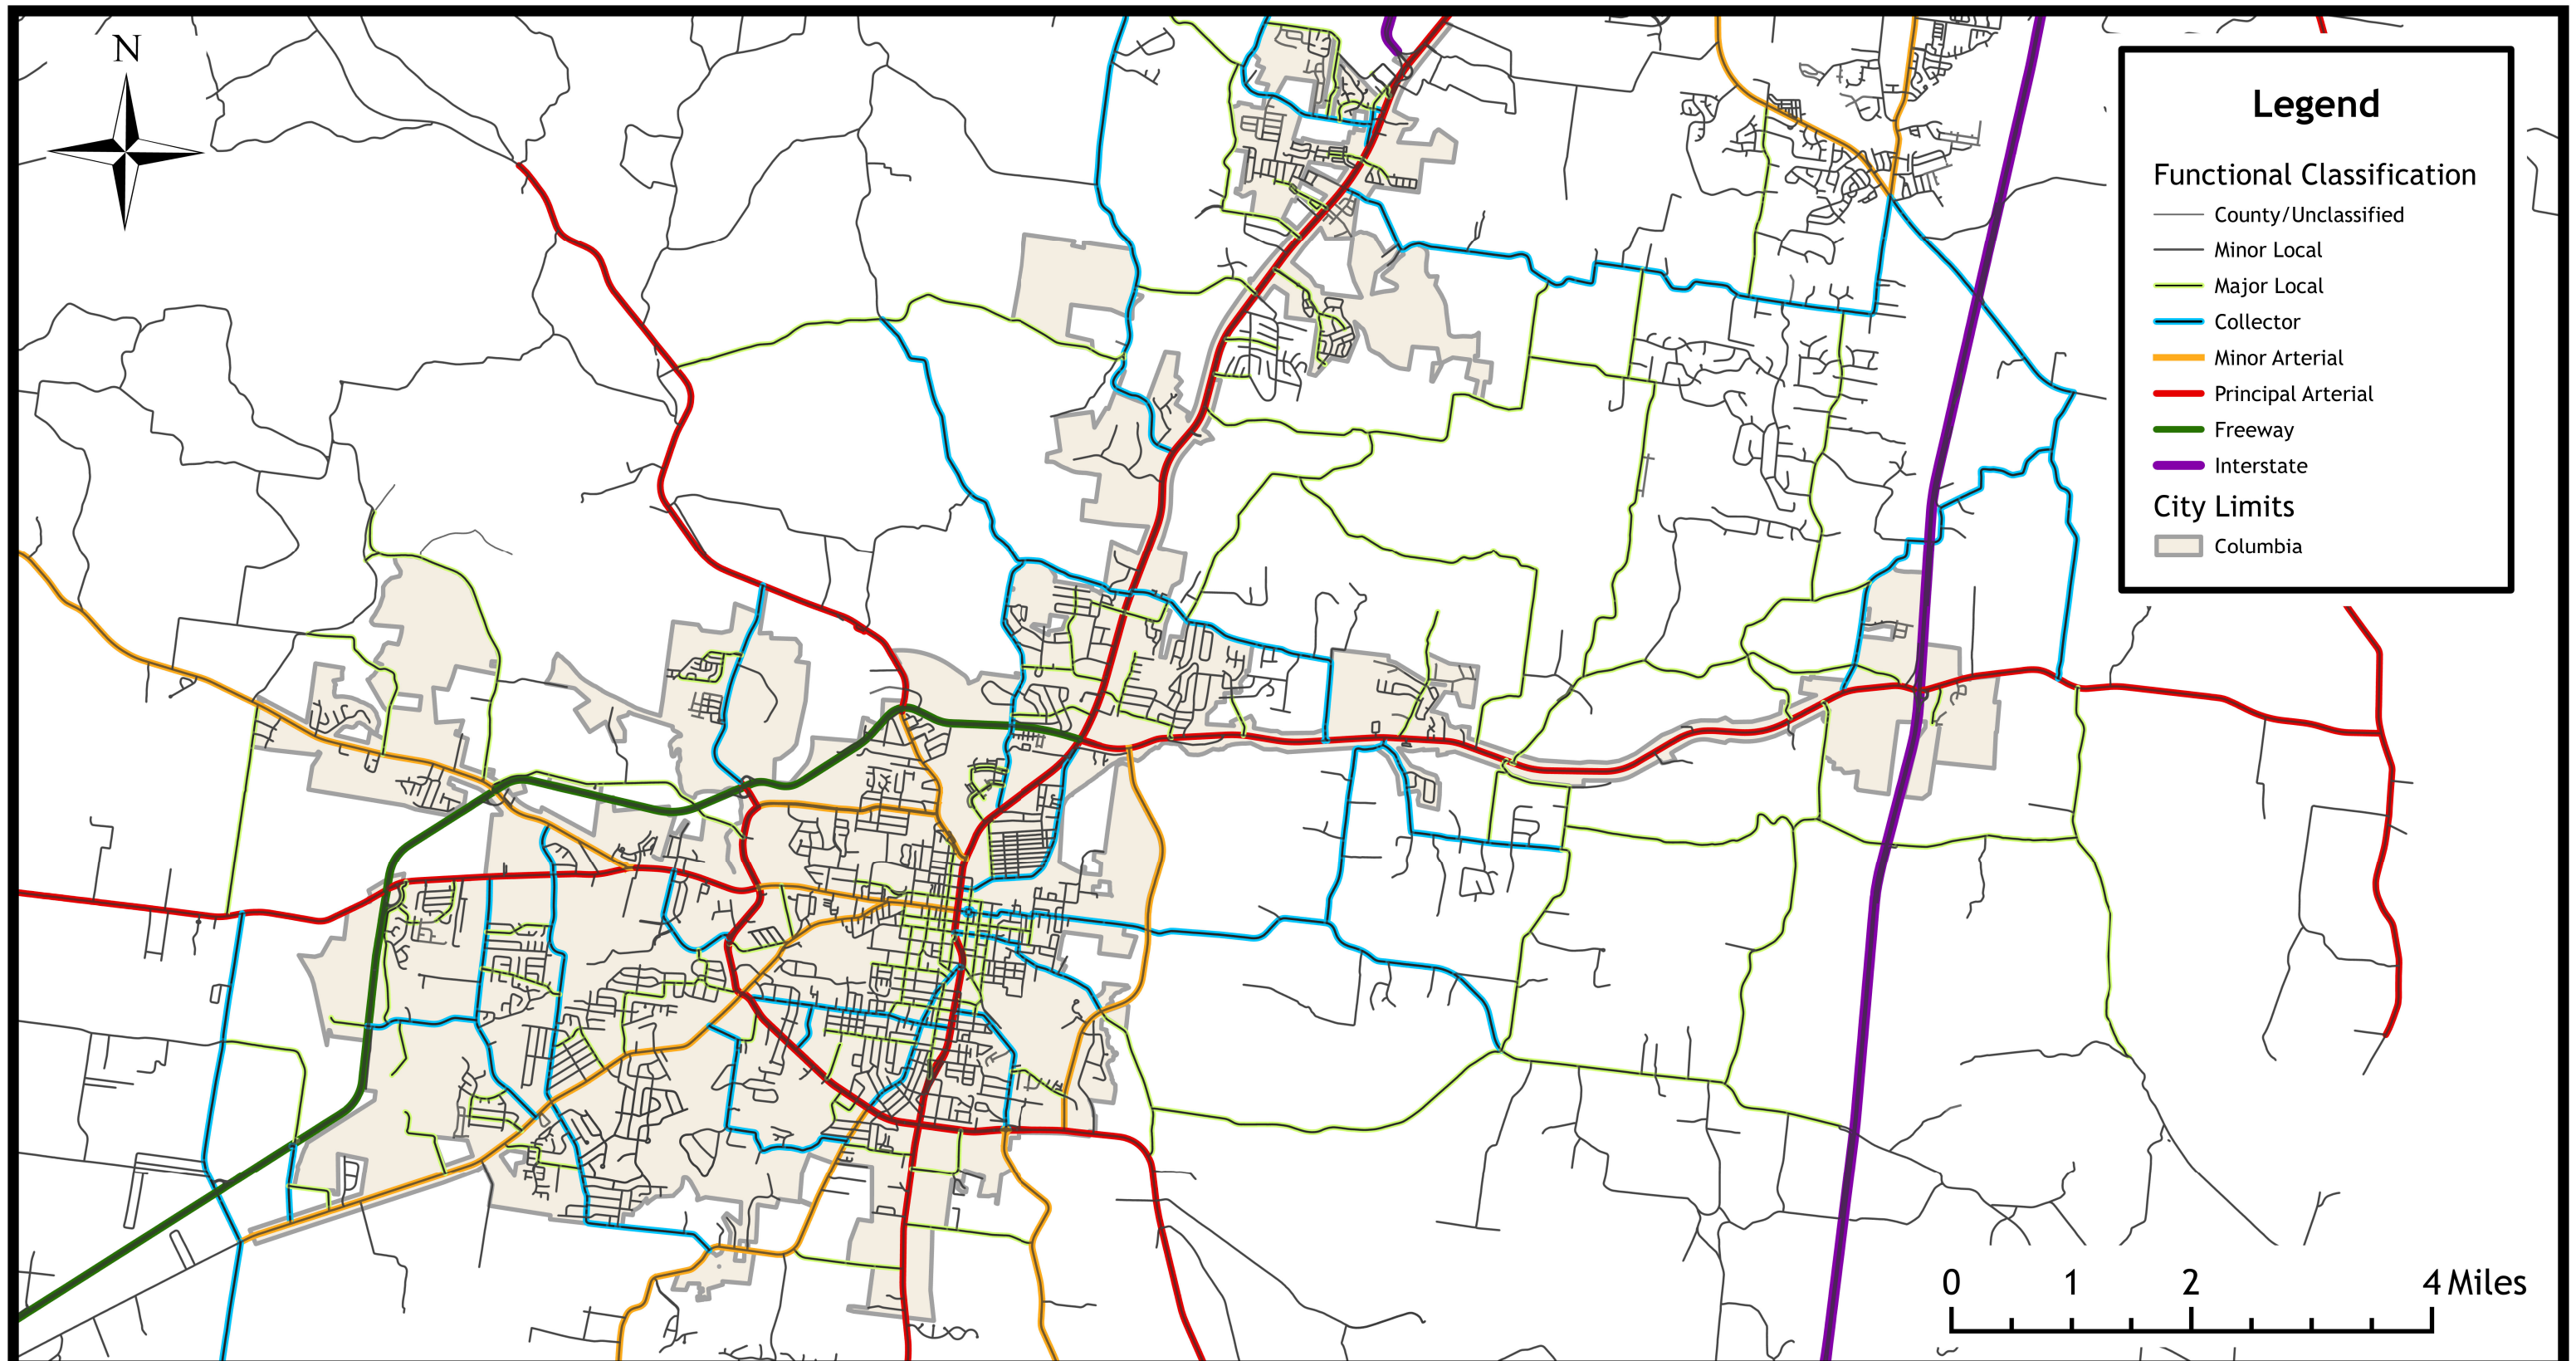 N
Legend
Functional Classification
County/Unclassified
Minor Local
Major Local
Collector
Minor Arterial
Principal Arterial
Freeway
Interstate
City Limits
Columbia
0 1 2 4 Miles